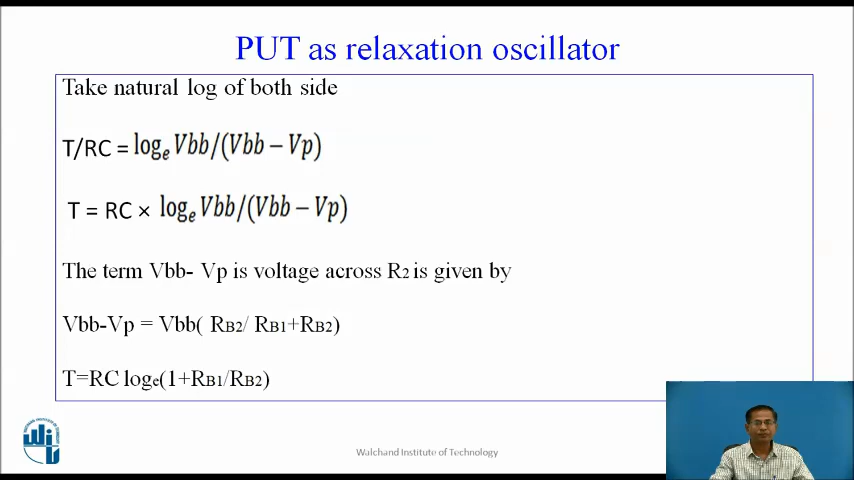 PUT as relaxation oscillator
Take natural log of both side
T/RC = logₑ Vbb/(Vbb − Vp)
T = RC × logₑ Vbb/(Vbb − Vp)
The term Vbb- Vp is voltage across R2 is given by
Vbb-Vp = Vbb( RB2/ RB1+RB2)
T=RC logₑ(1+RB1/RB2)
Walchand Institute of Technology